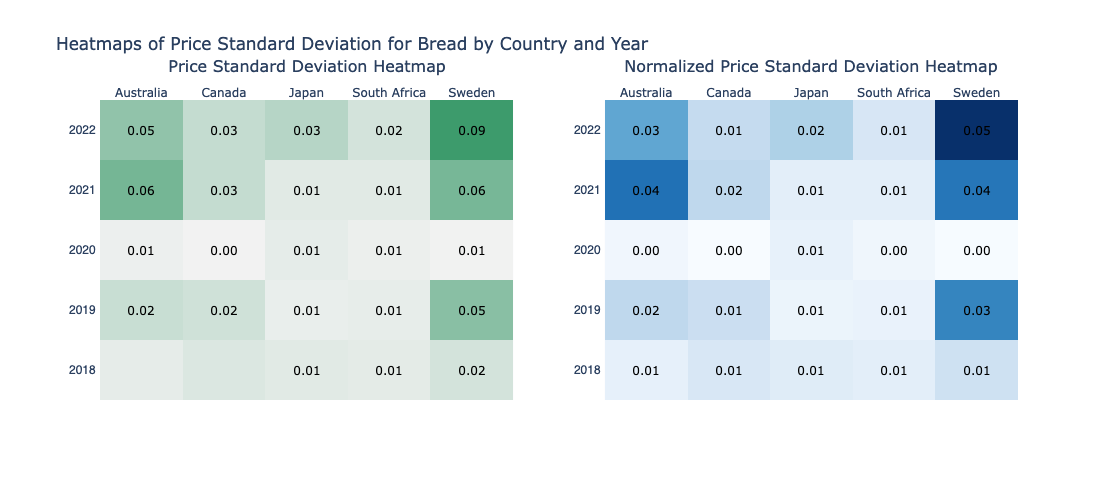 Heatmaps of Price Standard Deviation for Bread by Country and Year
Price Standard Deviation Heatmap
Australia Canada Japan South Africa Sweden
2022 0.05 0.03 0.03 0.02 0.09
2021 0.06 0.03 0.01 0.01 0.06
2020 0.01 0.00 0.01 0.01 0.01
2019 0.02 0.02 0.01 0.01 0.05
2018 0.01 0.01 0.02
Normalized Price Standard Deviation Heatmap
Australia Canada Japan South Africa Sweden
2022 0.03 0.01 0.02 0.01 0.05
2021 0.04 0.02 0.01 0.01 0.04
2020 0.00 0.00 0.01 0.00 0.00
2019 0.02 0.01 0.01 0.01 0.03
2018 0.01 0.01 0.01 0.01 0.01